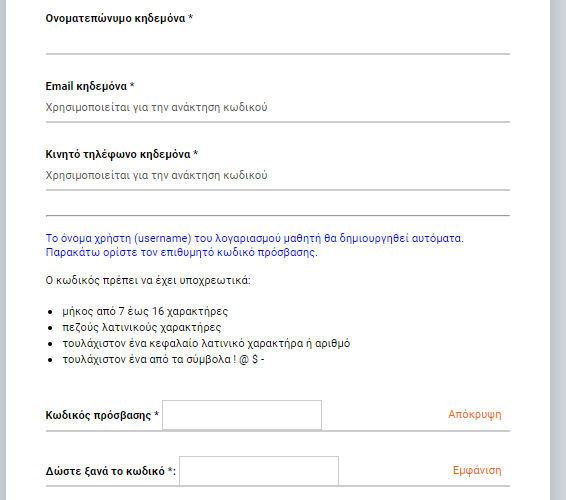 Ονοματεπώνυμο κηδεμόνα *
Email κηδεμόνα *
Χρησιμοποιείται για την ανάκτηση κωδικού
Κινητό τηλέφωνο κηδεμόνα *
Χρησιμοποιείται για την ανάκτηση κωδικού
Το όνομα χρήστη (username) του λογαριασμού μαθητή θα δημιουργηθεί αυτόματα.
Παρακάτω ορίστε τον επιθυμητό κωδικό πρόσβασης.
Ο κωδικός πρέπει να έχει υποχρεωτικά:
• μήκος από 7 έως 16 χαρακτήρες
• πεζούς λατινικούς χαρακτήρες
• τουλάχιστον ένα κεφαλαίο λατινικό χαρακτήρα ή αριθμό
• τουλάχιστον ένα από τα σύμβολα ! @ $ -
Κωδικός πρόσβασης * Απόκρυψη
Δώστε ξανά το κωδικό *: Εμφάνιση